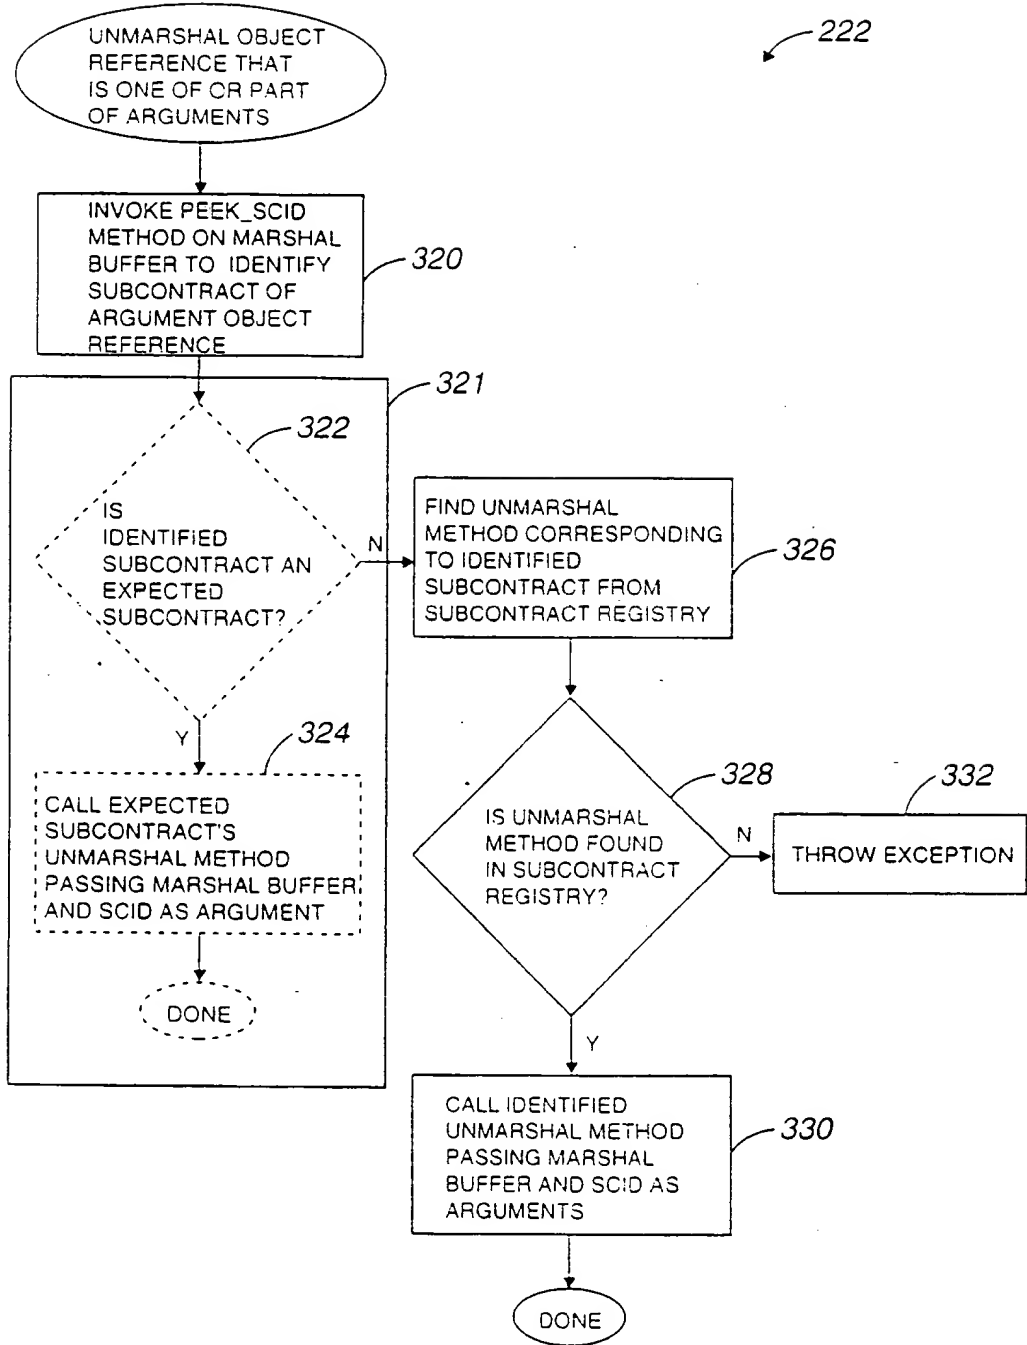 UNMARSHAL OBJECT
REFERENCE THAT
IS ONE OF CR PART
OF ARGUMENTS
222
INVOKE PEEK_SCID
METHOD ON MARSHAL
BUFFER TO IDENTIFY
SUBCONTRACT OF
ARGUMENT OBJECT
REFERENCE
320
321
322
IS
IDENTIFIED
SUBCONTRACT AN
EXPECTED
SUBCONTRACT?
N
Y
324
CALL EXPECTED
SUBCONTRACT'S
UNMARSHAL METHOD
PASSING MARSHAL BUFFER
AND SCID AS ARGUMENT
DONE
FIND UNMARSHAL
METHOD CORRESPONDING
TO IDENTIFIED
SUBCONTRACT FROM
SUBCONTRACT REGISTRY
326
IS UNMARSHAL
METHOD FOUND
IN SUBCONTRACT
REGISTRY?
328
N
332
THROW EXCEPTION
Y
CALL IDENTIFIED
UNMARSHAL METHOD
PASSING MARSHAL
BUFFER AND SCID AS
ARGUMENTS
330
DONE